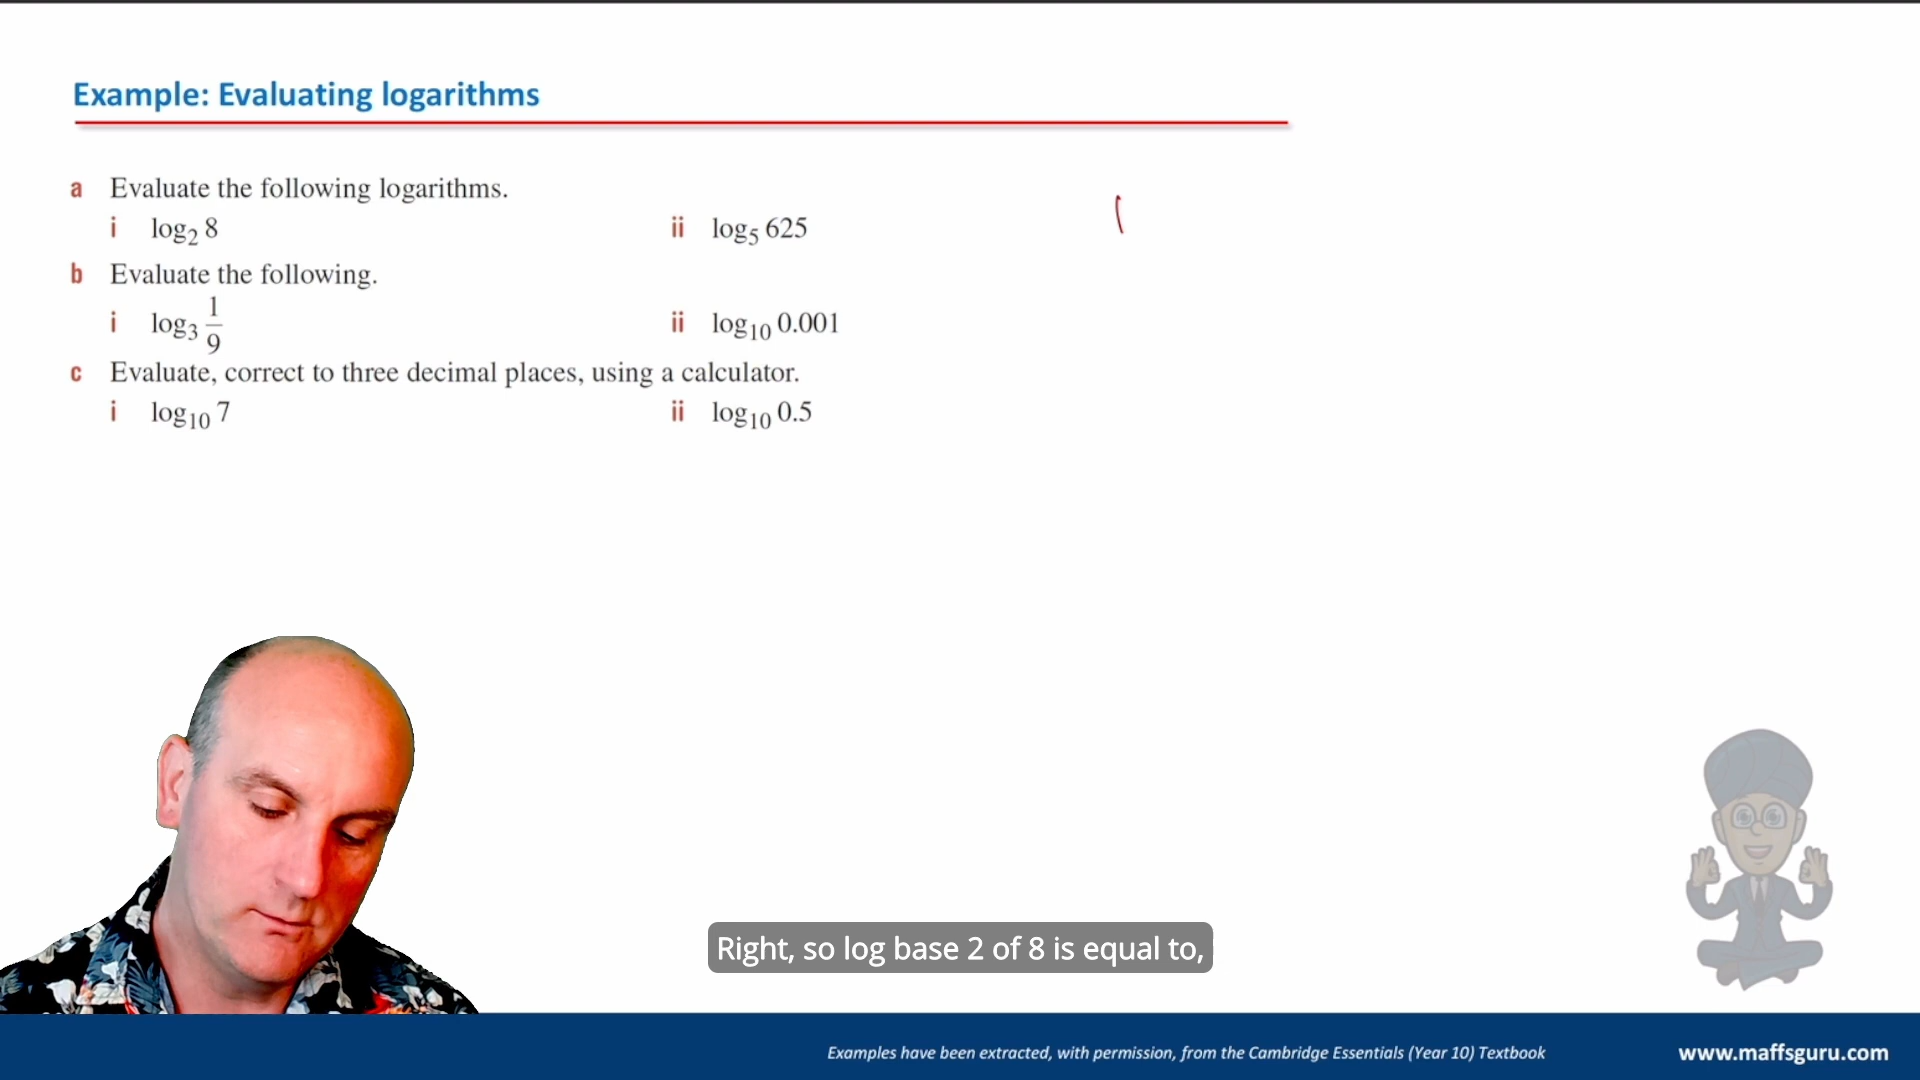 Example: Evaluating logarithms
a Evaluate the following logarithms.
i log₂ 8 ii log₅ 625
b Evaluate the following.
i log₃ 1/9 ii log₁₀ 0.001
c Evaluate, correct to three decimal places, using a calculator.
i log₁₀ 7 ii log₁₀ 0.5
Right, so log base 2 of 8 is equal to,
Examples have been extracted, with permission, from the Cambridge Essentials (Year 10) Textbook www.maffsguru.com